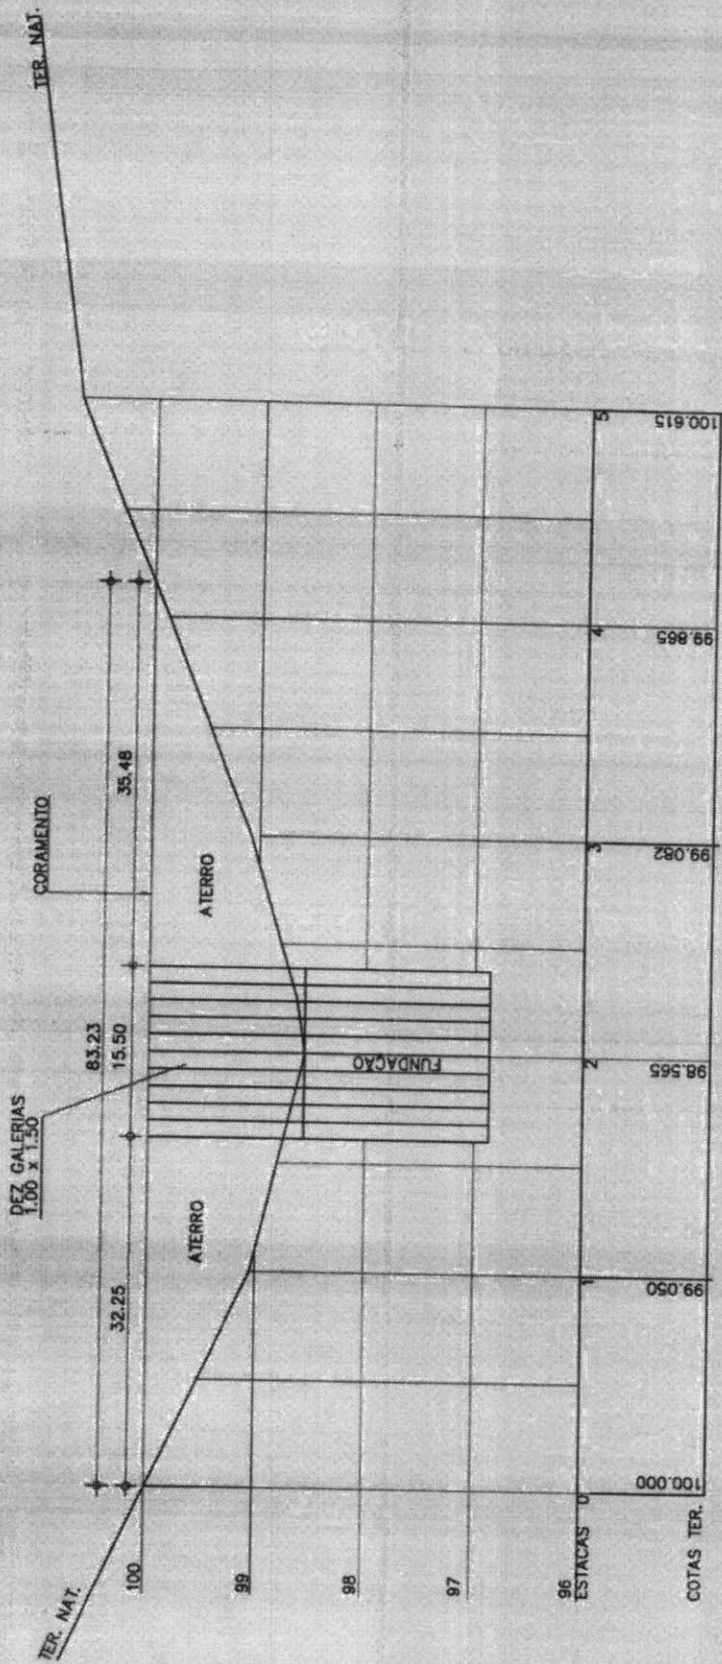 TER. NAT.
TER. NAT.
DEZ GALERIAS
1.00 x 1.50
CORAMENTO
83.23
32.25
15.50
35.48
ATERRO
ATERRO
FUNDAÇÃO
100
99
98
97
96
ESTACAS
0
1
2
3
4
5
COTAS TER.
100.000
99.050
98.565
99.082
99.865
100.615